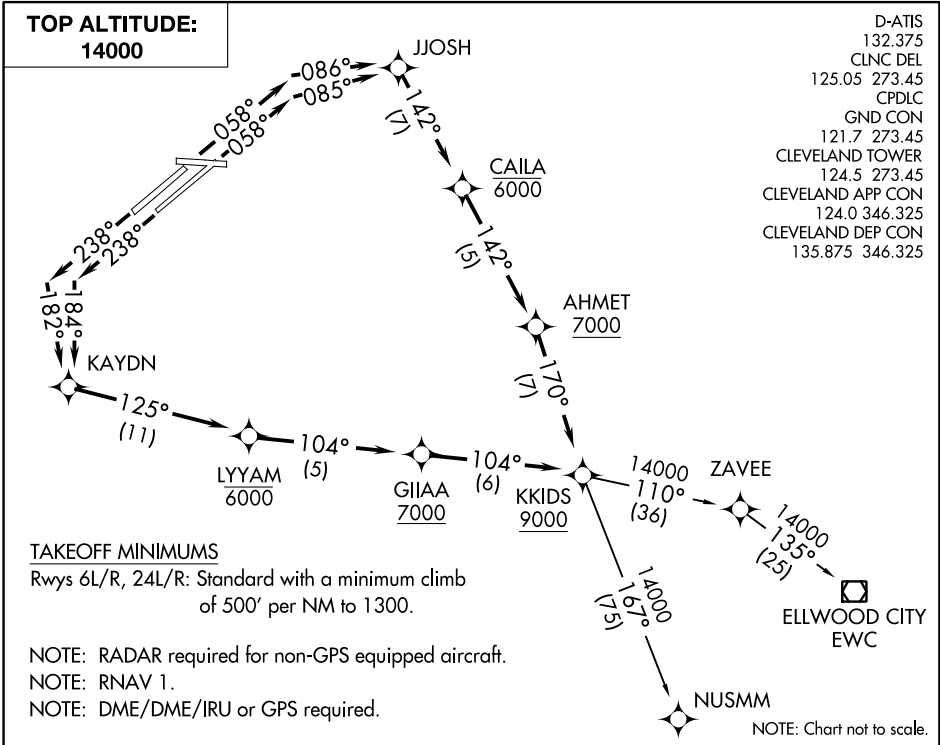 TOP ALTITUDE:
14000
D-ATIS
132.375
CLNC DEL
125.05 273.45
CPDLC
GND CON
121.7 273.45
CLEVELAND TOWER
124.5 273.45
CLEVELAND APP CON
124.0 346.325
CLEVELAND DEP CON
135.875 346.325
JJOSH
086°
085°
058°
058°
142°
(7)
CAILA
6000
142°
(5)
AHMET
7000
170°
(7)
238°
238°
182°
184°
KAYDN
125°
(11)
LYYAM
6000
104°
(5)
GIIAA
7000
104°
(6)
KKIDS
9000
14000
110°
(36)
ZAVEE
14000
135°
(25)
ELLWOOD CITY
EWC
14000
167°
(75)
NUSMM
TAKEOFF MINIMUMS
Rwys 6L/R, 24L/R: Standard with a minimum climb
of 500' per NM to 1300.
NOTE: RADAR required for non-GPS equipped aircraft.
NOTE: RNAV 1.
NOTE: DME/DME/IRU or GPS required.
NOTE: Chart not to scale.